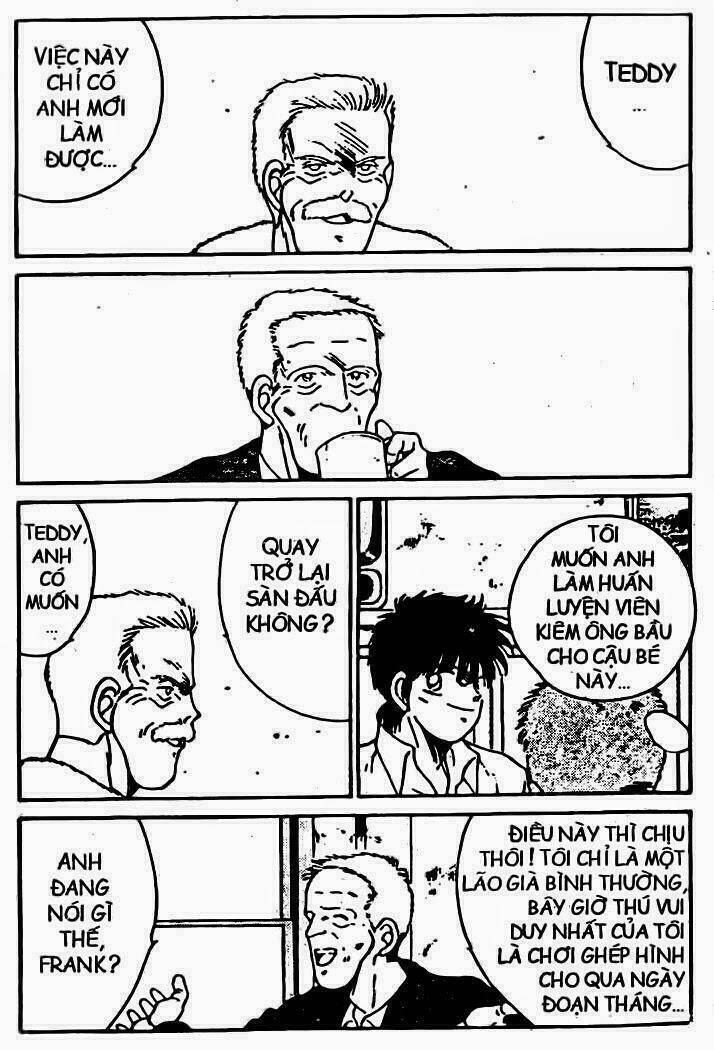 VIỆC NÀY
CHỈ CÓ
ANH MỚI
LÀM
ĐƯỢC...
TEDDY
...
TEDDY,
ANH
CÓ
MUỐN
...
QUAY
TRỞ LẠI
SÀN ĐẤU
KHÔNG?
TÔI
MUỐN ANH
LÀM HUẤN
LUYỆN VIÊN
KIÊM ÔNG BẦU
CHO CẬU BÉ
NÀY...
ANH
ĐANG
NÓI GÌ
THẾ,
FRANK?
ĐIỀU NÀY THÌ CHỊU
THÔI! TÔI CHỈ LÀ MỘT
LÃO GIÀ BÌNH THƯỜNG,
BÂY GIỜ THÚ VUI
DUY NHẤT CỦA TÔI
LÀ CHƠI GHÉP HÌNH
CHO QUA NGÀY
ĐOẠN THÁNG...